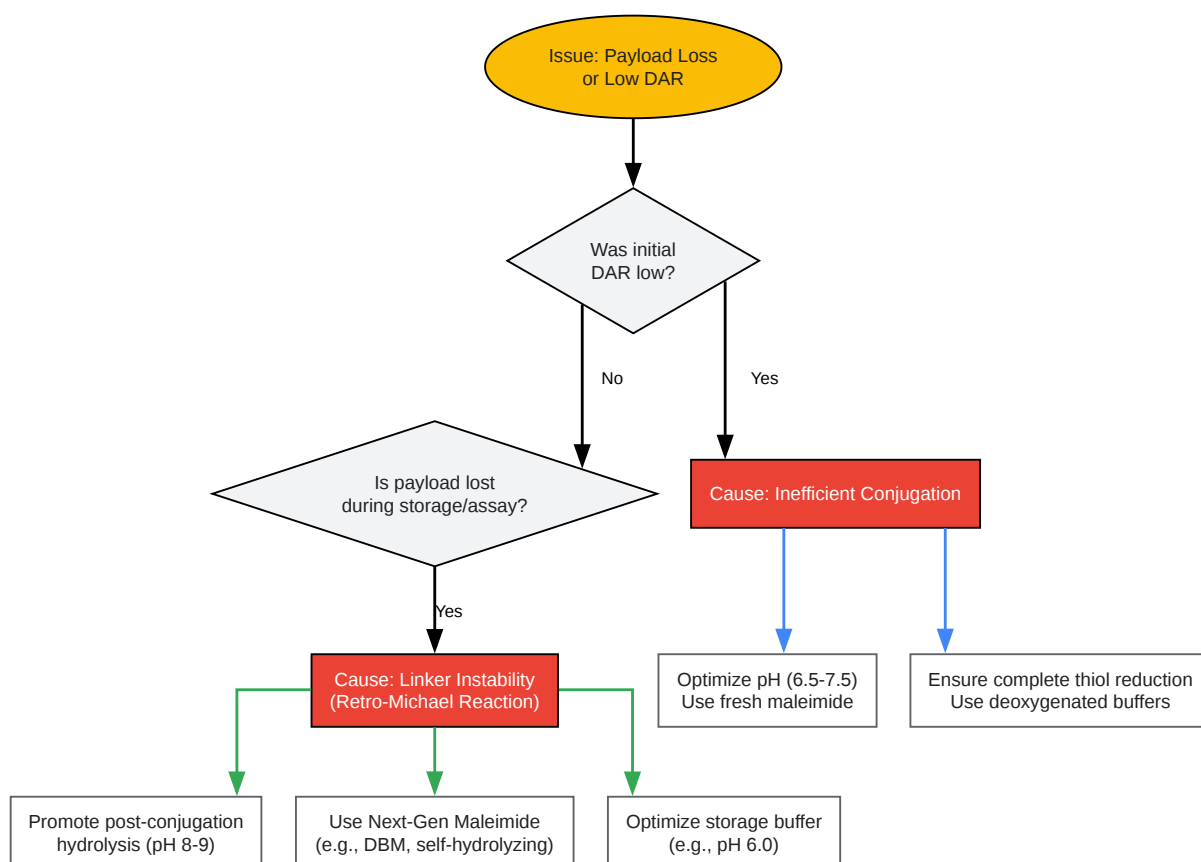 Issue: Payload Loss
or Low DAR
Was initial
DAR low?
No
Yes
Is payload lost
during storage/assay?
Cause: Inefficient Conjugation
Yes
Cause: Linker Instability
(Retro-Michael Reaction)
Optimize pH (6.5-7.5)
Use fresh maleimide
Ensure complete thiol reduction
Use deoxygenated buffers
Promote post-conjugation
hydrolysis (pH 8-9)
Use Next-Gen Maleimide
(e.g., DBM, self-hydrolyzing)
Optimize storage buffer
(e.g., pH 6.0)